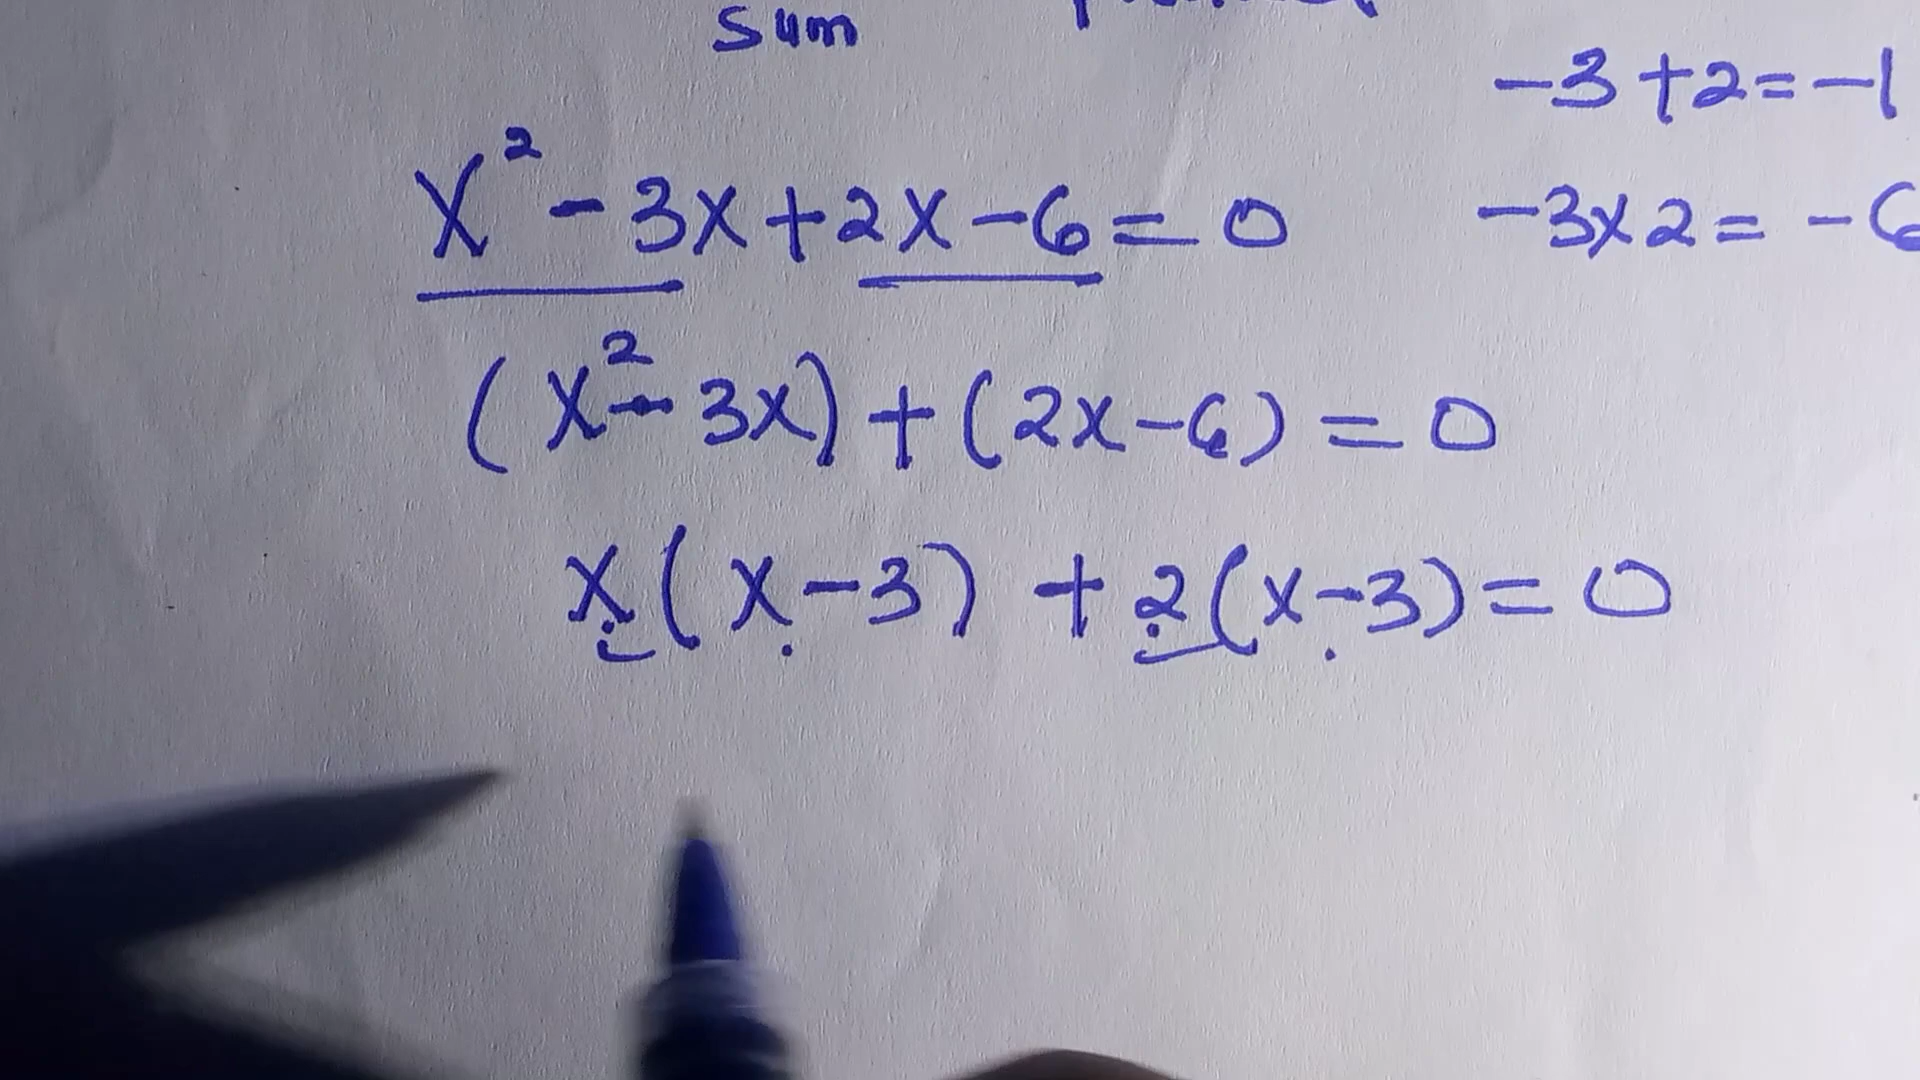 Sum
-3+2=-1
x²-3x+2x-6=0
-3x2=-6
(x²-3x)+(2x-6)=0
x(x-3)+2(x-3)=0